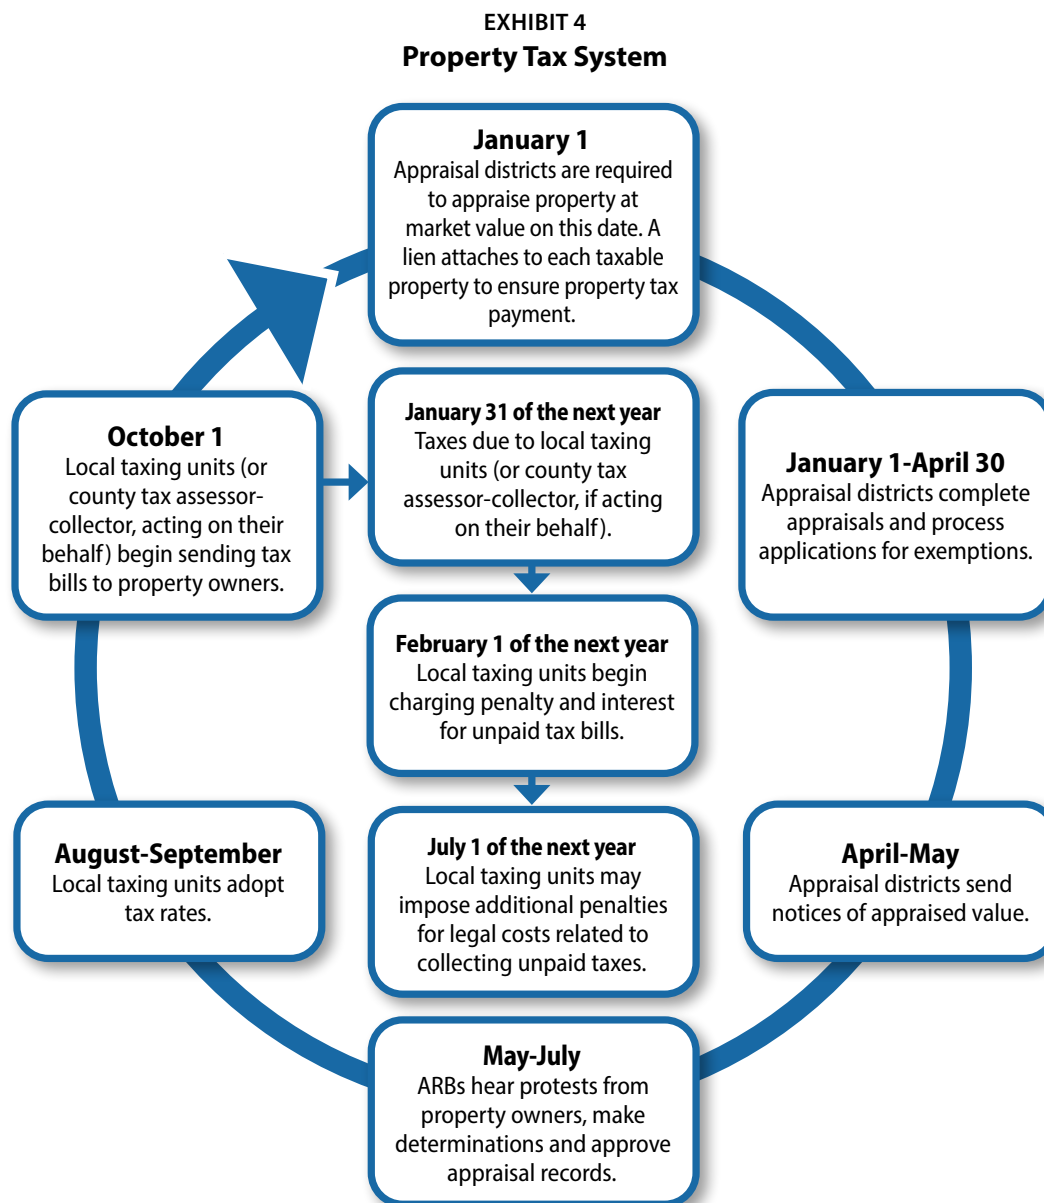 EXHIBIT 4
Property Tax System
January 1
Appraisal districts are required
to appraise property at
market value on this date. A
lien attaches to each taxable
property to ensure property tax
payment.
January 1-April 30
Appraisal districts complete
appraisals and process
applications for exemptions.
April-May
Appraisal districts send
notices of appraised value.
May-July
ARBs hear protests from
property owners, make
determinations and approve
appraisal records.
August-September
Local taxing units adopt
tax rates.
October 1
Local taxing units (or
county tax assessor-
collector, acting on their
behalf) begin sending tax
bills to property owners.
January 31 of the next year
Taxes due to local taxing
units (or county tax
assessor-collector, if acting
on their behalf).
February 1 of the next year
Local taxing units begin
charging penalty and interest
for unpaid tax bills.
July 1 of the next year
Local taxing units may
impose additional penalties
for legal costs related to
collecting unpaid taxes.